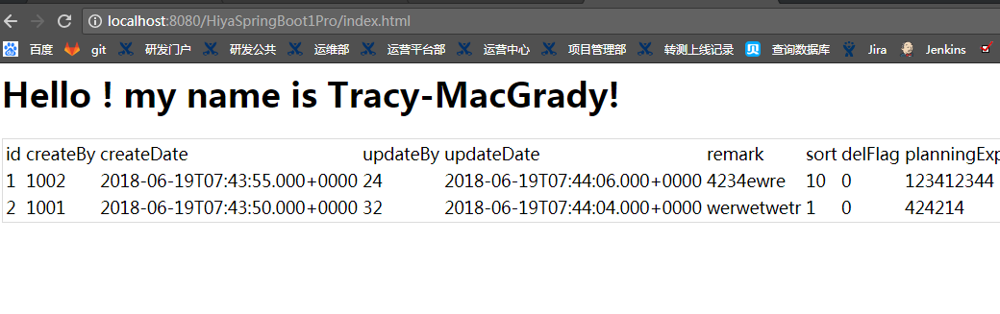 localhost:8080/HiyaSpringBoot1Pro/index.html
百度 git 研发门户 研发公共 运维部 运营平台部 运营中心 项目管理部 转测上线记录 贝 查询数据库 Jira Jenkins
Hello ! my name is Tracy-MacGrady!
id createBy createDate updateBy updateDate remark sort delFlag planningExp
1 1002 2018-06-19T07:43:55.000+0000 24 2018-06-19T07:44:06.000+0000 4234ewre 10 0 123412344
2 1001 2018-06-19T07:43:50.000+0000 32 2018-06-19T07:44:04.000+0000 werwetwetr 1 0 424214